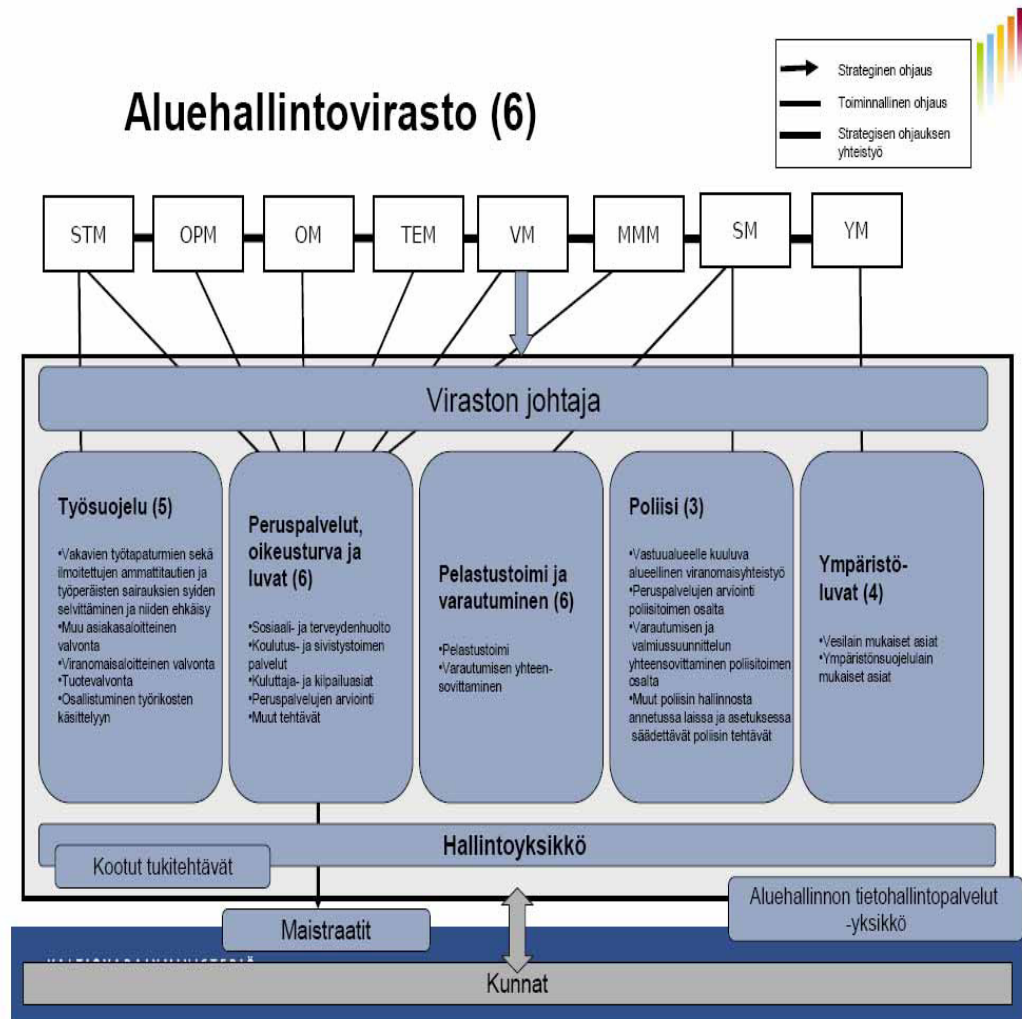 Strateginen ohjaus
Toiminnallinen ohjaus
Strategisen ohjauksen
yhteistyö
Aluehallintovirasto (6)
STM
OPM
OM
TEM
VM
MMM
SM
YM
Viraston johtaja
Työsuojelu (5)
•Vakavien työtapaturmien sekä
ilmoitettujen ammattitautien ja
työperäisten sairauksien syiden
selvittäminen ja niiden ehkäisy
•Muu asiakasaloitteinen
valvonta
•Viranomaisaloitteinen valvonta
•Tuotevalvonta
•Osallistuminen työrikosten
käsittelyyn
Peruspalvelut,
oikeusturva ja
luvat (6)
•Sosiaali- ja terveydenhuolto
•Koulutus- ja sivistystoimen
palvelut
•Kuluttaja- ja kilpailuasiat
•Peruspalvelujen arviointi
•Muut tehtävät
Pelastustoimi ja
varautuminen (6)
•Pelastustoimi
•Varautumisen yhteen-
sovittaminen
Poliisi (3)
•Vastuualueelle kuuluva
alueellinen viranomaisyhteistyö
•Peruspalvelujen arviointi
poliisitoimen osalta
•Varautumisen ja
valmiussuunnittelun
yhteensovittaminen poliisitoimen
osalta
•Muut poliisin hallinnosta
annetussa laissa ja asetuksessa
säädettävät poliisin tehtävät
Ympäristö-
luvat (4)
•Vesilain mukaiset asiat
•Ympäristönsuojelulain
mukaiset asiat
Hallintoyksikkö
Kootut tukitehtävät
Maistraatit
Aluehallinnon tietohallintopalvelut
-yksikkö
Kunnat